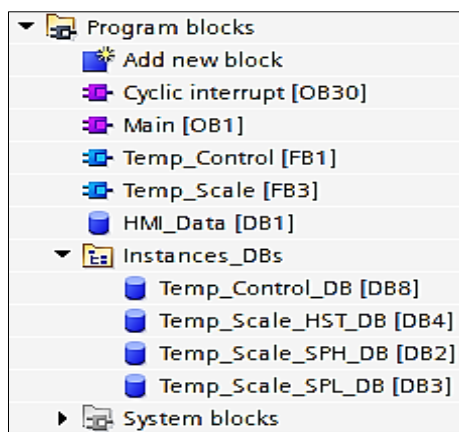 Program blocks
Add new block
Cyclic interrupt [OB30]
Main [OB1]
Temp_Control [FB1]
Temp_Scale [FB3]
HMI_Data [DB1]
Instances_DBs
Temp_Control_DB [DB8]
Temp_Scale_HST_DB [DB4]
Temp_Scale_SPH_DB [DB2]
Temp_Scale_SPL_DB [DB3]
System blocks